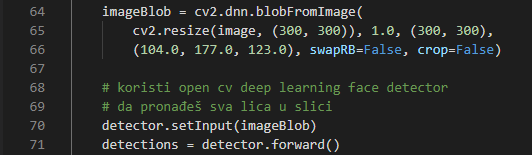 64 imageBlob = cv2.dnn.blobFromImage(
65 cv2.resize(image, (300, 300)), 1.0, (300, 300),
66 (104.0, 177.0, 123.0), swapRB=False, crop=False)
67
68 # koristi open cv deep learning face detector
69 # da pronađeš sva lica u slici
70 detector.setInput(imageBlob)
71 detections = detector.forward()